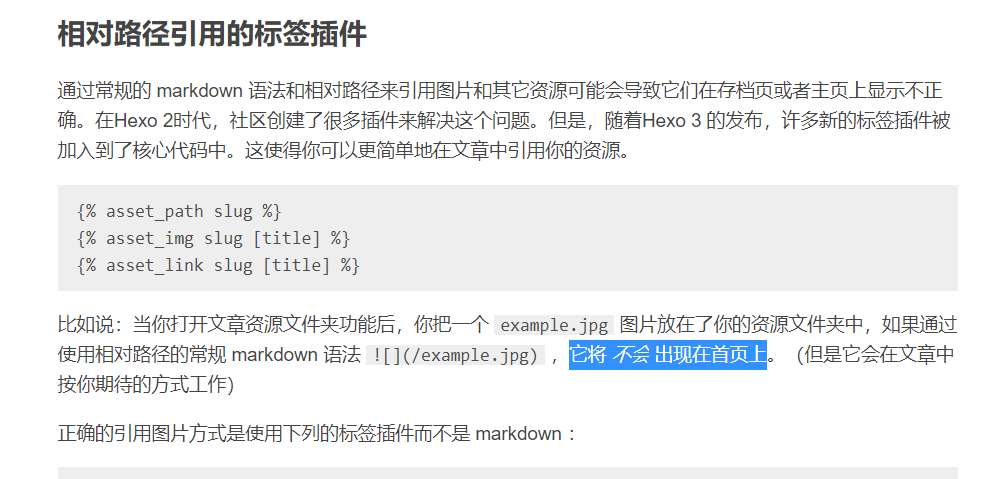 相对路径引用的标签插件
通过常规的 markdown 语法和相对路径来引用图片和其它资源可能会导致它们在存档页或者主页上显示不正
确。在Hexo 2时代，社区创建了很多插件来解决这个问题。但是，随着Hexo 3 的发布，许多新的标签插件被
加入到了核心代码中。这使得你可以更简单地在文章中引用你的资源。
{% asset_path slug %}
{% asset_img slug [title] %}
{% asset_link slug [title] %}
比如说：当你打开文章资源文件夹功能后，你把一个 example.jpg 图片放在了你的资源文件夹中，如果通过
使用相对路径的常规 markdown 语法 ![](/example.jpg) ，它将 不会 出现在首页上。（但是它会在文章中
按你期待的方式工作）
正确的引用图片方式是使用下列的标签插件而不是 markdown ：